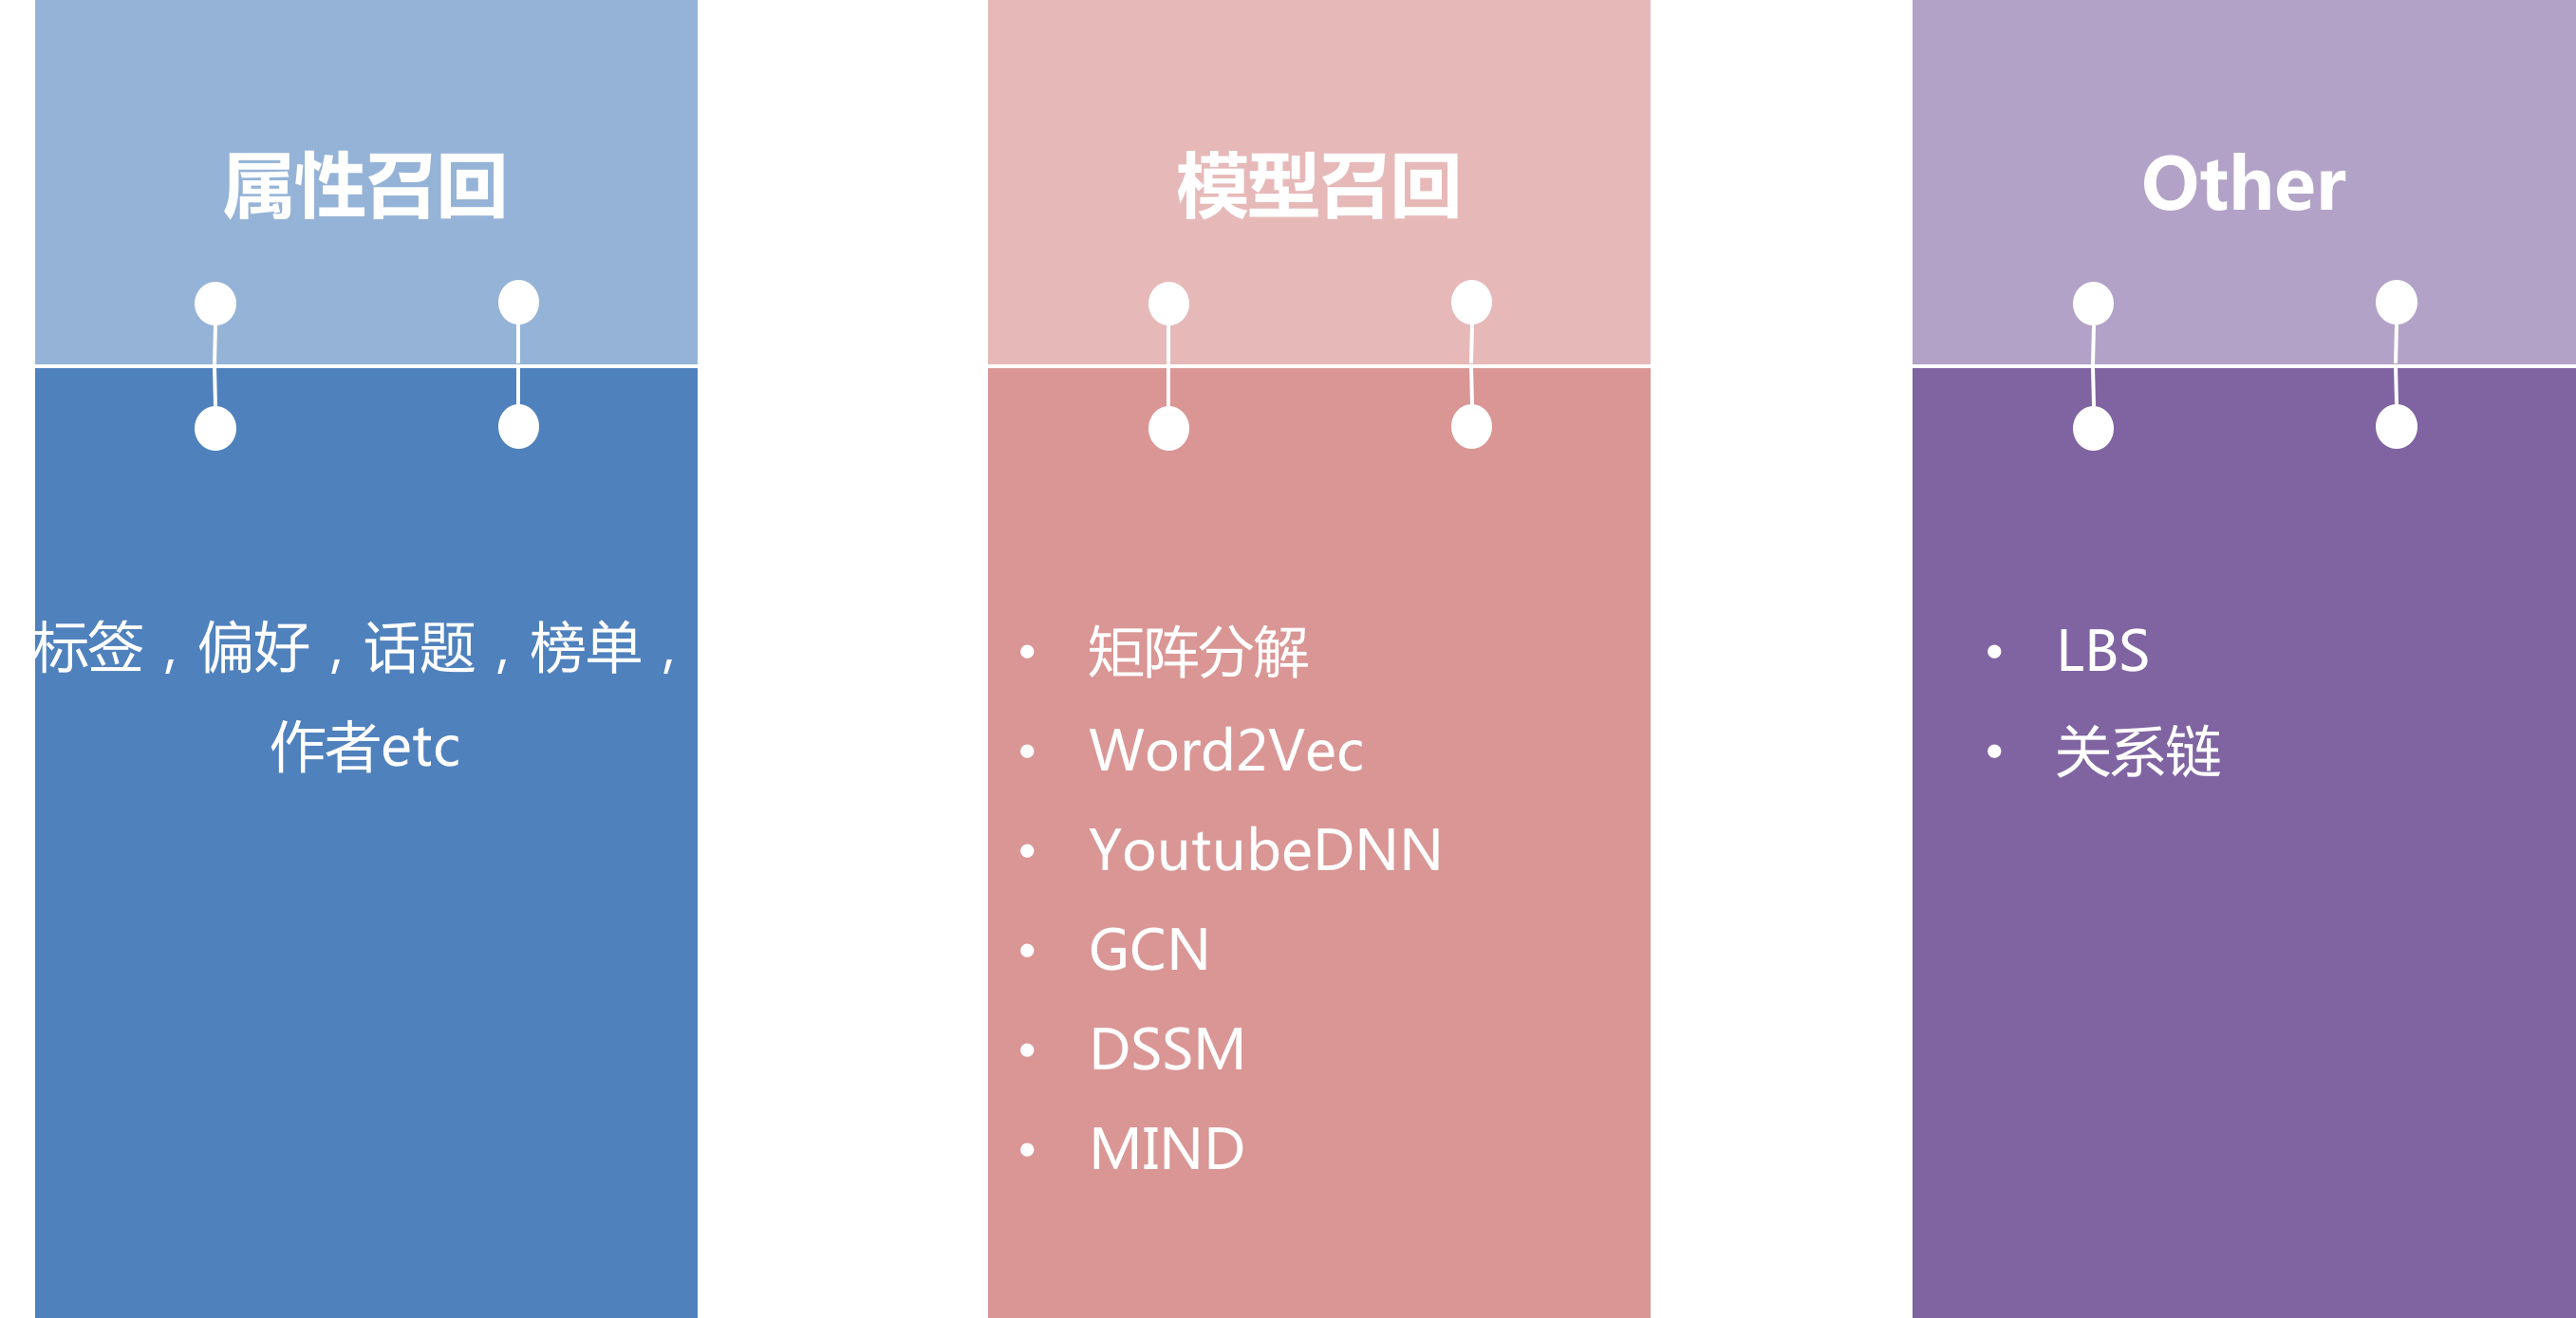 属性召回
标签，偏好，话题，榜单，
作者etc
模型召回
• 矩阵分解
• Word2Vec
• YoutubeDNN
• GCN
• DSSM
• MIND
Other
• LBS
• 关系链